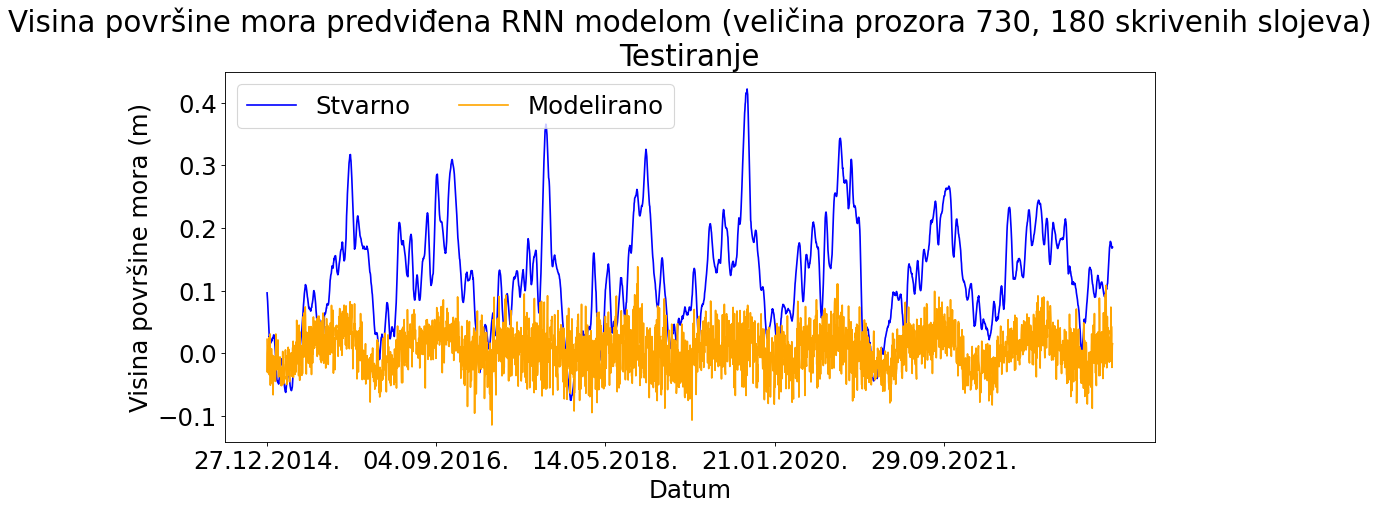 Visina površine mora predviđena RNN modelom (veličina prozora 730, 180 skrivenih slojeva)
Testiranje
Stvarno
Modelirano
Visina površine mora (m)
0.4
0.3
0.2
0.1
0.0
−0.1
27.12.2014.
04.09.2016.
14.05.2018.
21.01.2020.
29.09.2021.
Datum